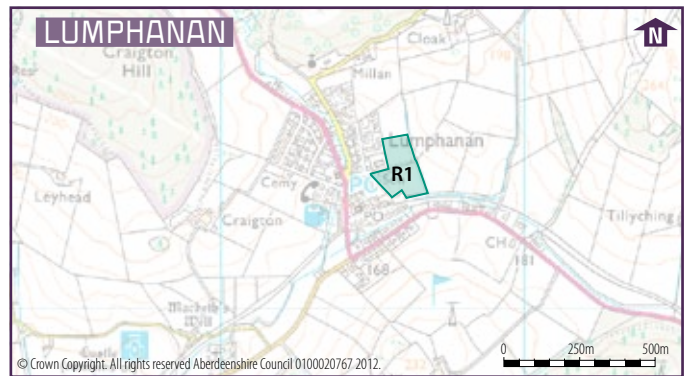 LUMPHANAN
N
Craigton
Hill
Cloak
Millan
Lumphanan
R1
Cemy
PC
Leyhead
Craigton
PO
Tillyching
CH
181
168
Macbeth's
© Crown Copyright. All rights reserved Aberdeenshire Council 0100020767 2012.
0 250m 500m